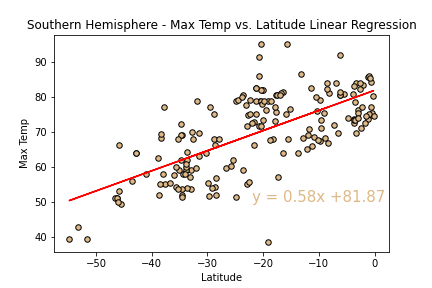 Southern Hemisphere - Max Temp vs. Latitude Linear Regression
90
80
70
60
50
40
Max Temp
y = 0.58x +81.87
−50 −40 −30 −20 −10 0
Latitude